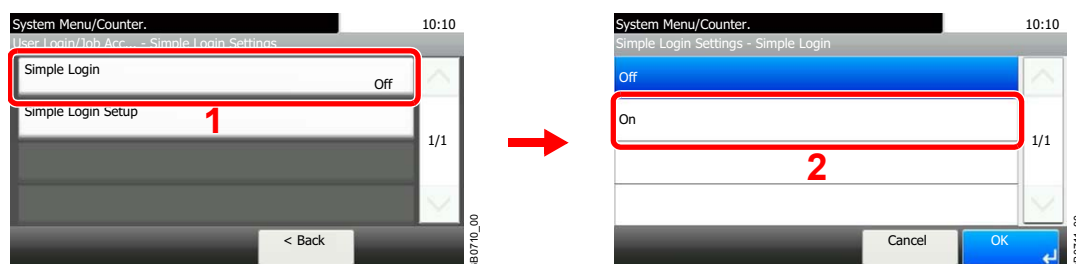 System Menu/Counter.
10:10
User Login/Job Acc... - Simple Login Settings
Simple Login
Off
Simple Login Setup
1
1/1
< Back
System Menu/Counter.
10:10
Simple Login Settings - Simple Login
Off
On
1/1
2
Cancel
OK